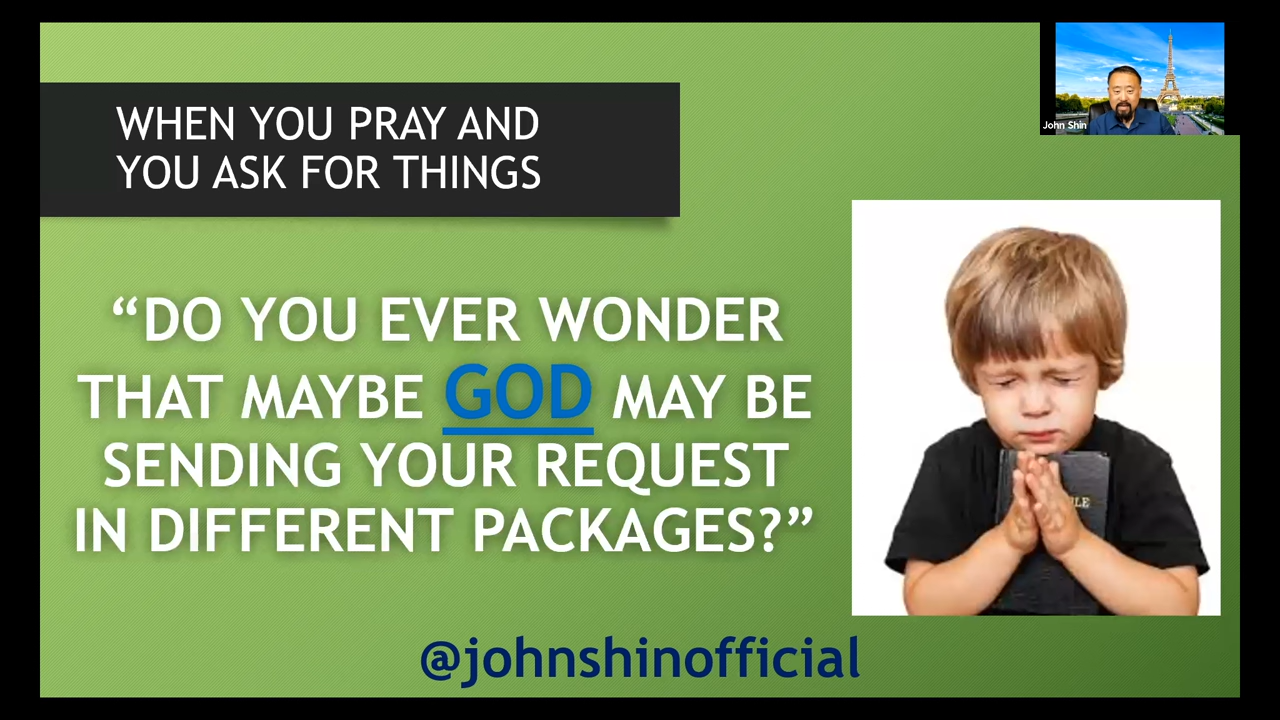 WHEN YOU PRAY AND
YOU ASK FOR THINGS
John Shin
“DO YOU EVER WONDER
THAT MAYBE GOD MAY BE
SENDING YOUR REQUEST
IN DIFFERENT PACKAGES?”
BLE
@johnshinofficial